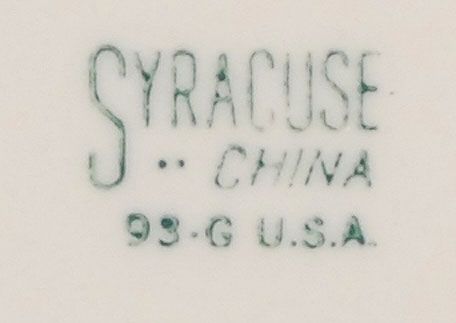 SYRACUSE
•• CHINA
93-G U.S.A.